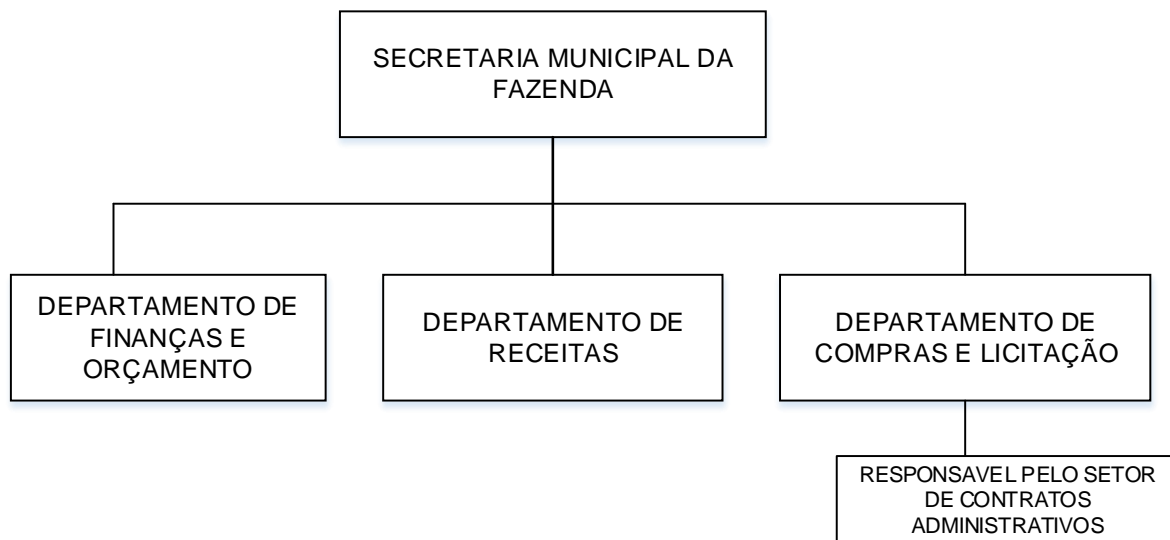 SECRETARIA MUNICIPAL DA
FAZENDA
DEPARTAMENTO DE
FINANÇAS E
ORÇAMENTO
DEPARTAMENTO DE
RECEITAS
DEPARTAMENTO DE
COMPRAS E LICITAÇÃO
RESPONSAVEL PELO SETOR
DE CONTRATOS
ADMINISTRATIVOS